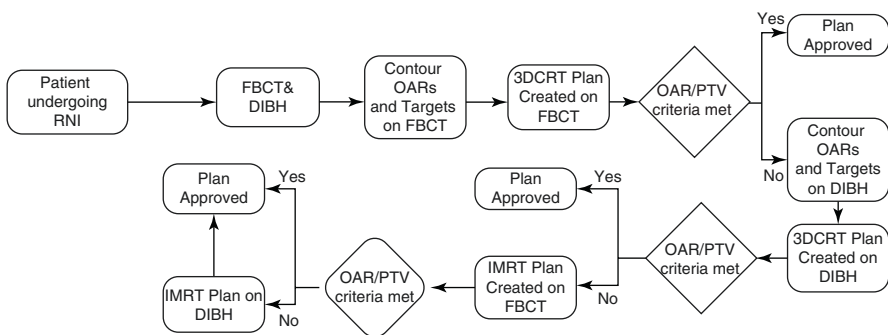 Patient
undergoing
RNI
FBCT&
DIBH
Contour
OARs
and Targets
on FBCT
3DCRT Plan
Created on
FBCT
OAR/PTV
criteria met
Yes
Plan
Approved
No
Contour
OARs
and Targets
on DIBH
3DCRT Plan
Created on
DIBH
OAR/PTV
criteria met
Yes
Plan
Approved
No
IMRT Plan
Created on
FBCT
OAR/PTV
criteria met
Yes
Plan
Approved
No
IMRT Plan on
DIBH